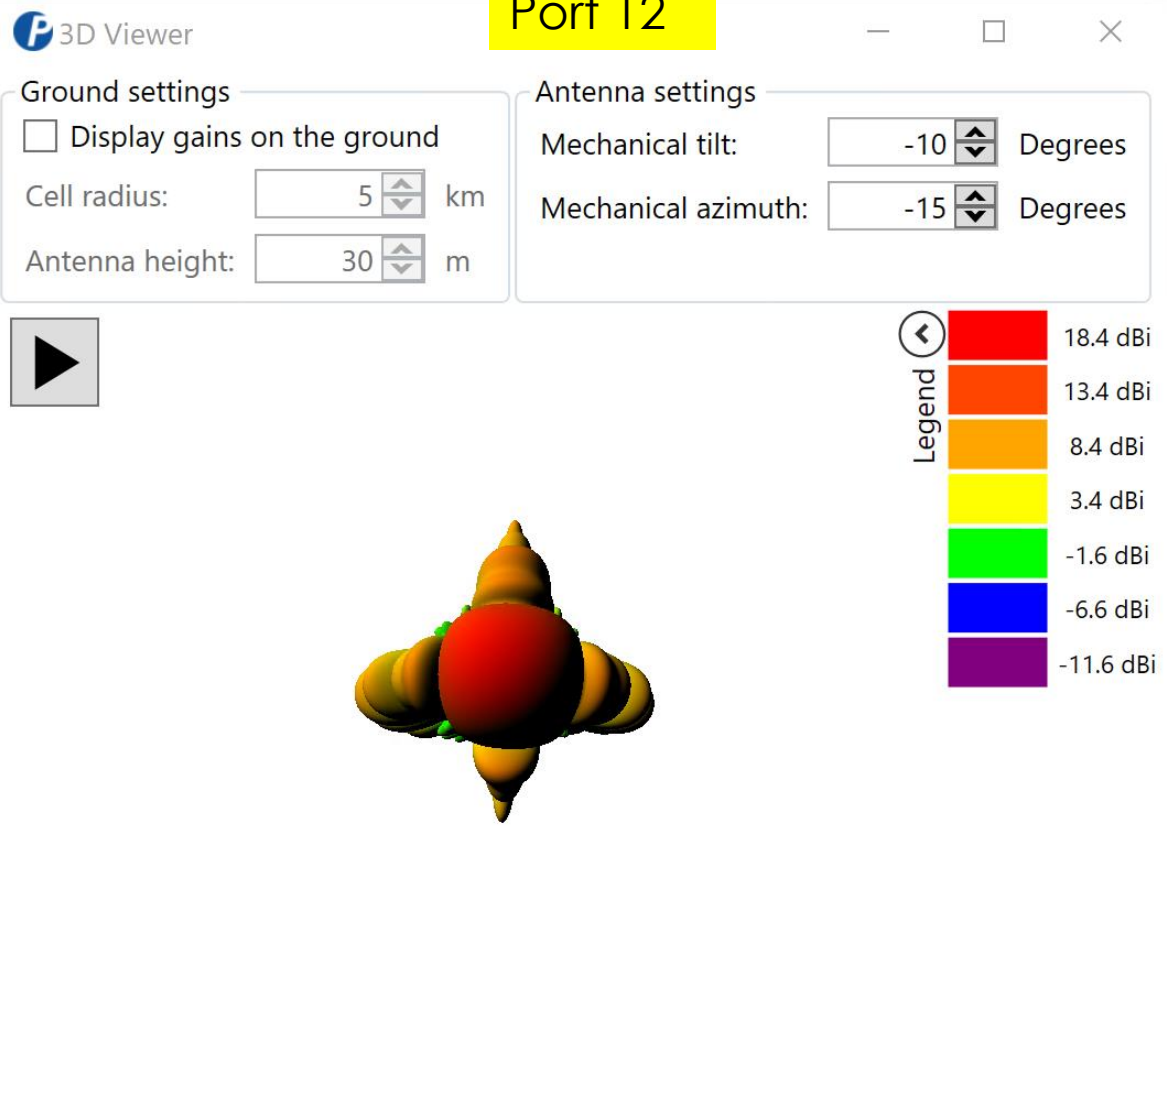 Port 12
3D Viewer
Ground settings
Display gains on the ground
Cell radius: 5 km
Antenna height: 30 m
Antenna settings
Mechanical tilt: -10 Degrees
Mechanical azimuth: -15 Degrees
Legend
18.4 dBi
13.4 dBi
8.4 dBi
3.4 dBi
-1.6 dBi
-6.6 dBi
-11.6 dBi